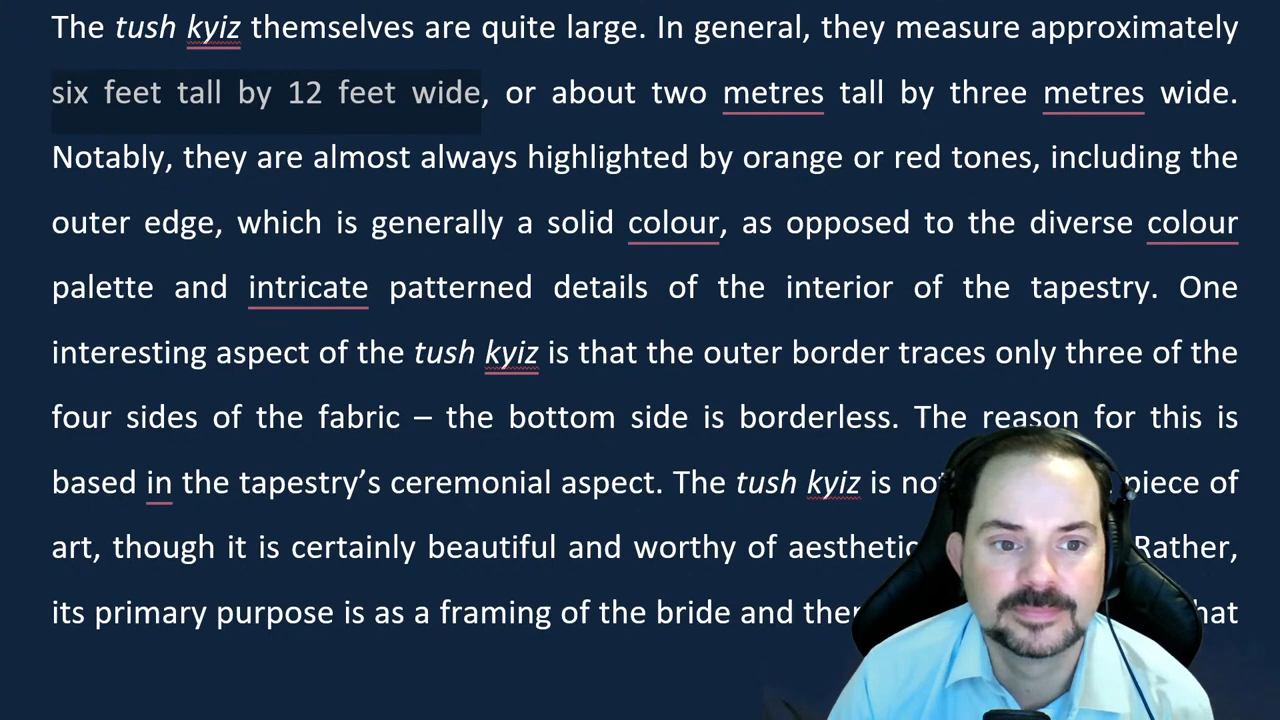 The tush kyiz themselves are quite large. In general, they measure approximately
six feet tall by 12 feet wide, or about two metres tall by three metres wide.
Notably, they are almost always highlighted by orange or red tones, including the
outer edge, which is generally a solid colour, as opposed to the diverse colour
palette and intricate patterned details of the interior of the tapestry. One
interesting aspect of the tush kyiz is that the outer border traces only three of the
four sides of the fabric – the bottom side is borderless. The reason for this is
based in the tapestry’s ceremonial aspect. The tush kyiz is piece of
art, though it is certainly beautiful and worthy of Rather,
its primary purpose is as a framing of the bride and